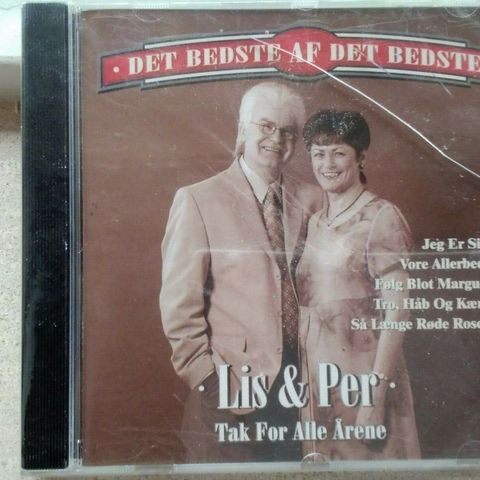 · DET BEDSTE AF DET BEDSTE
Jeg Er Si
Vore Allerbed
Følg Blot Margue
Tro, Håb Og Kær
Så Længe Røde Rose
· Lis & Per ·
Tak For Alle Årene